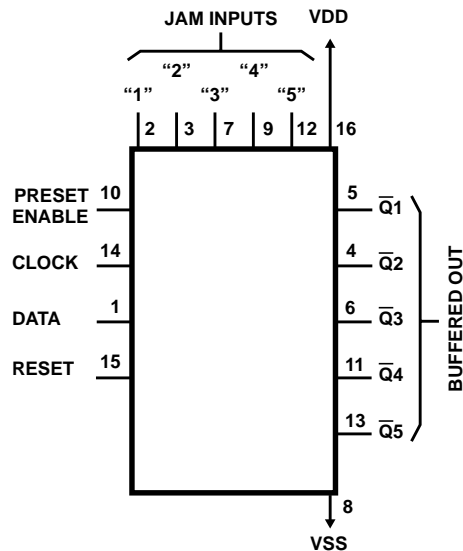 JAM INPUTS VDD
“2” “4”
“1” “3” “5”
2 3 7 9 12 16
PRESET ENABLE 10
5 Q̅1
CLOCK 14
4 Q̅2
DATA 1
6 Q̅3
RESET 15
11 Q̅4
13 Q̅5
BUFFERED OUT
8
VSS